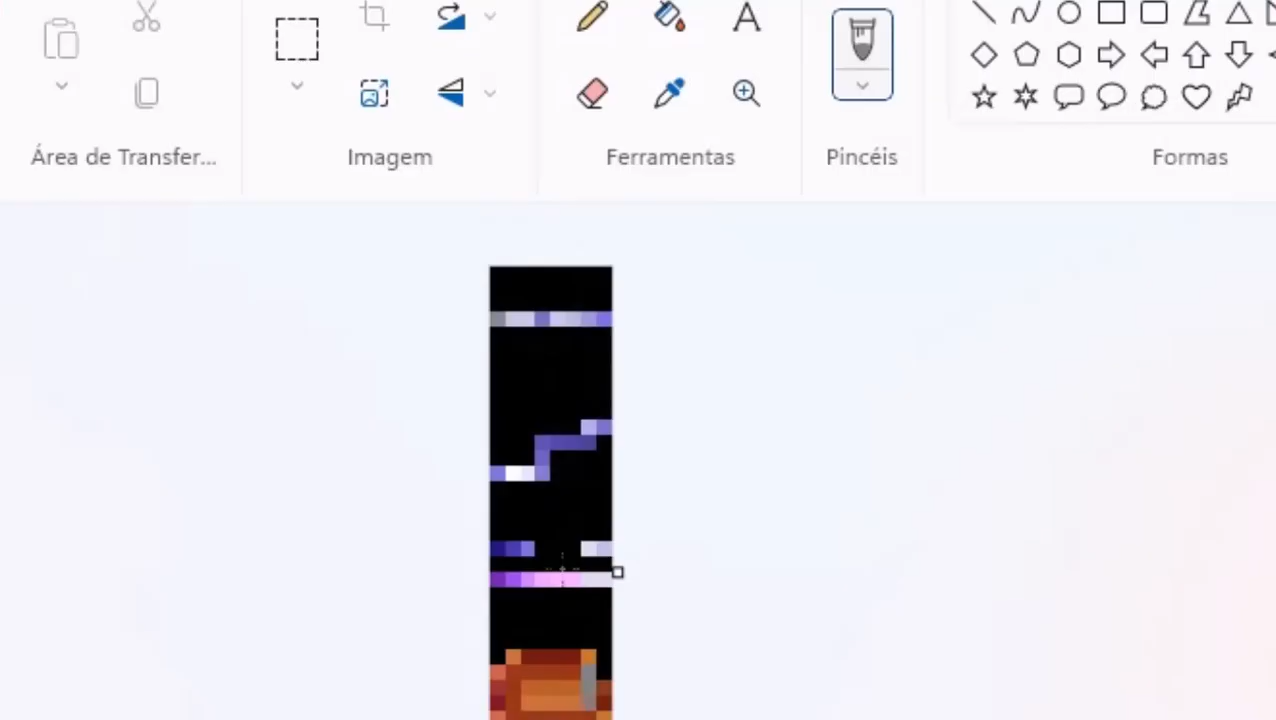 Área de Transfer...
Imagem
Ferramentas
Pincéis
Formas